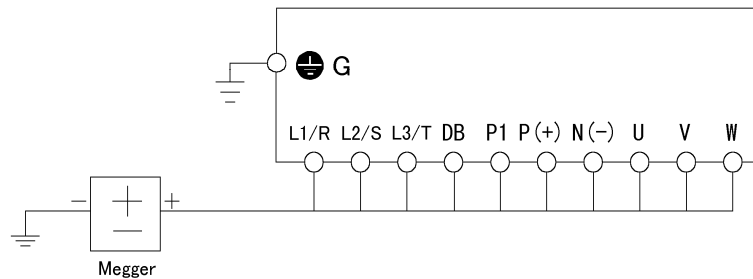 G
L1/R L2/S L3/T DB P1 P(+) N(-) U V W
- + - +
Megger